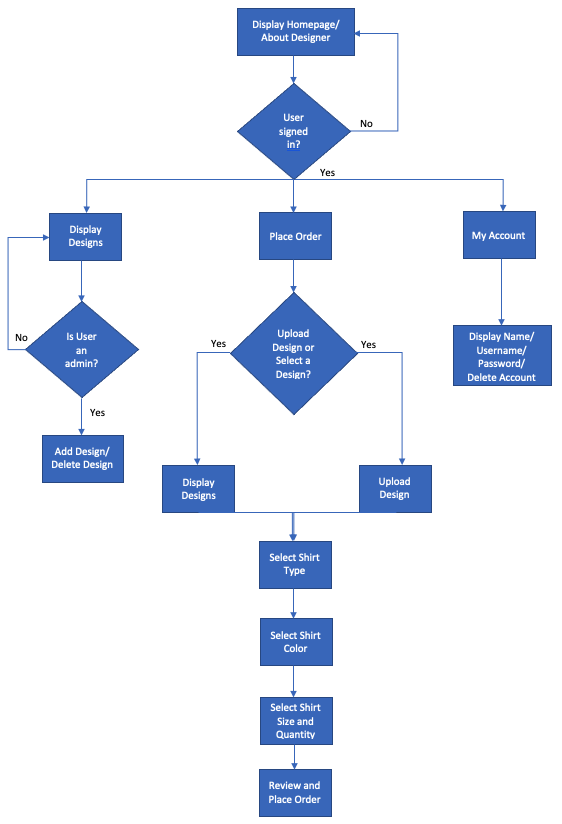 Display Homepage/
About Designer
User
signed
in?
No
Yes
Display
Designs
Place Order
My Account
Is User
an
admin?
No
Yes
Upload
Design or
Select a
Design?
Yes
Yes
Display Name/
Username/
Password/
Delete Account
Add Design/
Delete Design
Display
Designs
Upload
Design
Select Shirt
Type
Select Shirt
Color
Select Shirt
Size and
Quantity
Review and
Place Order